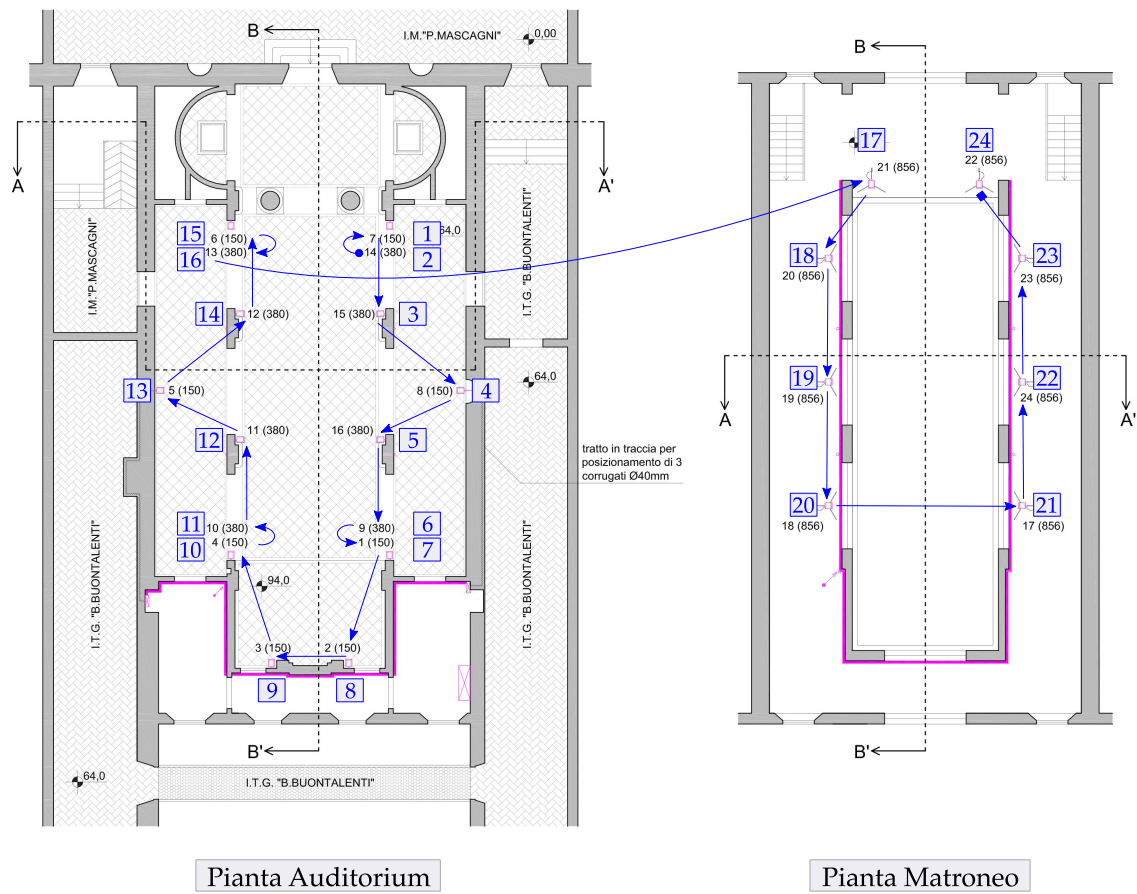 B
I.M."P.MASCAGNI"
0,00
A
A'
I.M."P.MASCAGNI"
I.T.G. "B.BUONTALENTI"
15
6 (150)
7 (150)
1
64,0
16
13 (380)
14 (380)
2
14
12 (380)
15 (380)
3
13
5 (150)
8 (150)
4
64,0
12
11 (380)
16 (380)
5
tratto in traccia per
posizionamento di 3
corrugati Ø40mm
11
10 (380)
9 (380)
6
10
4 (150)
1 (150)
7
94,0
I.T.G. "B.BUONTALENTI"
I.T.G. "B.BUONTALENTI"
3 (150)
2 (150)
9
8
B'
64,0
I.T.G. "B.BUONTALENTI"
Pianta Auditorium
B
17
24
21 (856)
22 (856)
18
23
20 (856)
23 (856)
19
22
19 (856)
24 (856)
A
A'
20
21
18 (856)
17 (856)
B'
Pianta Matroneo